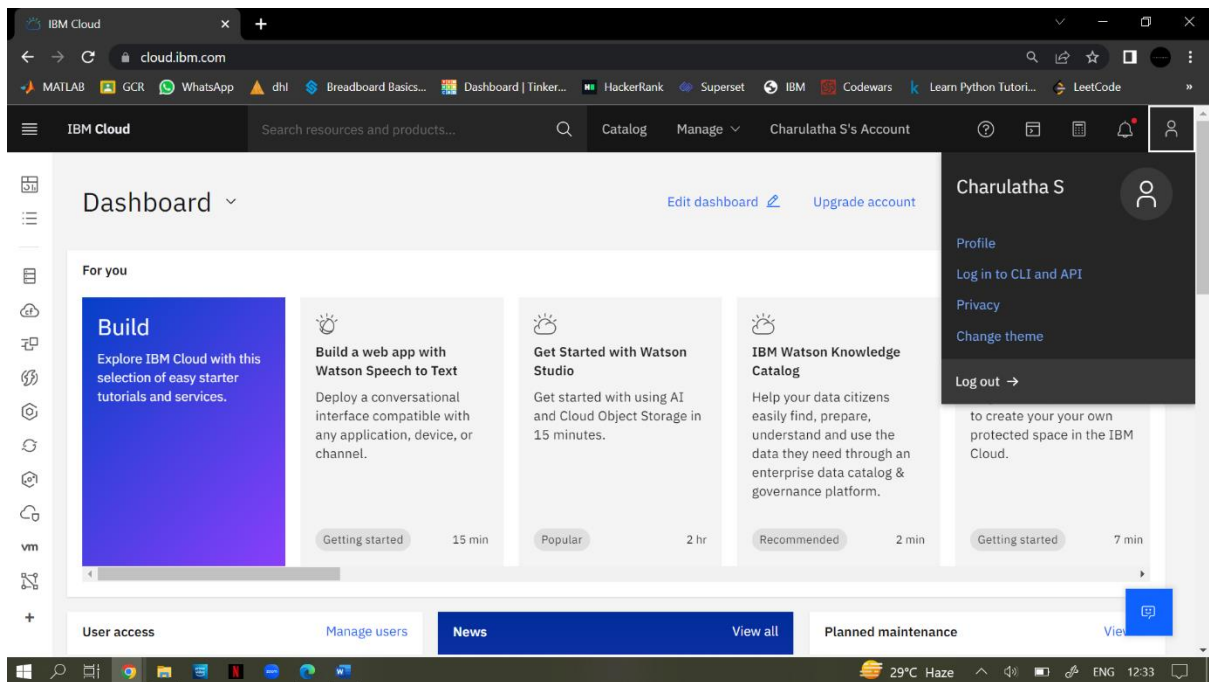 IBM Cloud
cloud.ibm.com
MATLAB GCR WhatsApp dhl Breadboard Basics... Dashboard | Tinker... HackerRank Superset IBM Codewars Learn Python Tutori... LeetCode »
IBM Cloud Search resources and products... Catalog Manage Charulatha S's Account
Charulatha S
Profile
Log in to CLI and API
Privacy
Change theme
Log out →
Dashboard
Edit dashboard Upgrade account
For you
Build
Explore IBM Cloud with this
selection of easy starter
tutorials and services.
Build a web app with
Watson Speech to Text
Deploy a conversational
interface compatible with
any application, device, or
channel.
Getting started 15 min
Get Started with Watson
Studio
Get started with using AI
and Cloud Object Storage in
15 minutes.
Popular 2 hr
IBM Watson Knowledge
Catalog
Help your data citizens
easily find, prepare,
understand and use the
data they need through an
enterprise data catalog &
governance platform.
Recommended 2 min
to create your your own
protected space in the IBM
Cloud.
Getting started 7 min
vm
User access Manage users
News View all
Planned maintenance
29°C Haze ENG 12:33